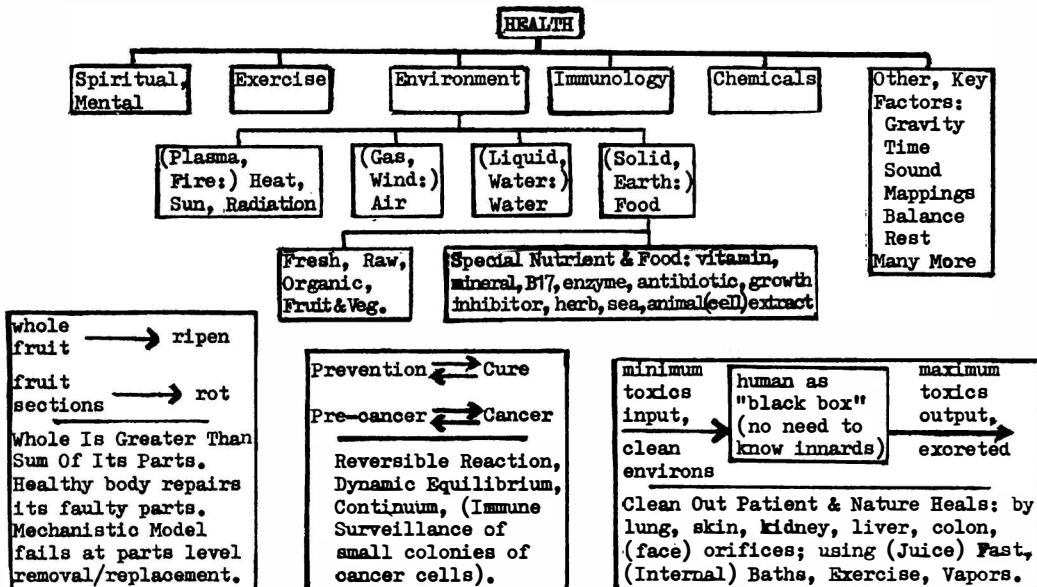 HEALTH
Spiritual,
Mental
Exercise
Environment
Immunology
Chemicals
Other, Key
Factors:
Gravity
Time
Sound
Mappings
Balance
Rest
Many More
(Plasma,
Fire:) Heat,
Sun, Radiation
(Gas,
Wind:)
Air
(Liquid,
Water:)
Water
(Solid,
Earth:)
Food
Fresh, Raw,
Organic,
Fruit&Veg.
Special Nutrient & Food: vitamin,
mineral, B17, enzyme, antibiotic, growth
inhibitor, herb, sea, animal(cell) extract
whole
fruit
ripen
fruit
sections
rot
Whole Is Greater Than
Sum Of Its Parts.
Healthy body repairs
its faulty parts.
Mechanistic Model
fails at parts level
removal/replacement.
Prevention
Cure
Pre-cancer
Cancer
Reversible Reaction,
Dynamic Equilibrium,
Continuium, (Immune
Surveillance of
small colonies of
cancer cells).
minimum
toxics
input,
clean
environs
human as
"black box"
(no need to
know innards)
maximum
toxics
output,
excreted
Clean Out Patient & Nature Heals: by
lung, skin, kidney, liver, colon,
(face) orifices; using (Juice) Fast,
(Internal) Baths, Exercise, Vapors.